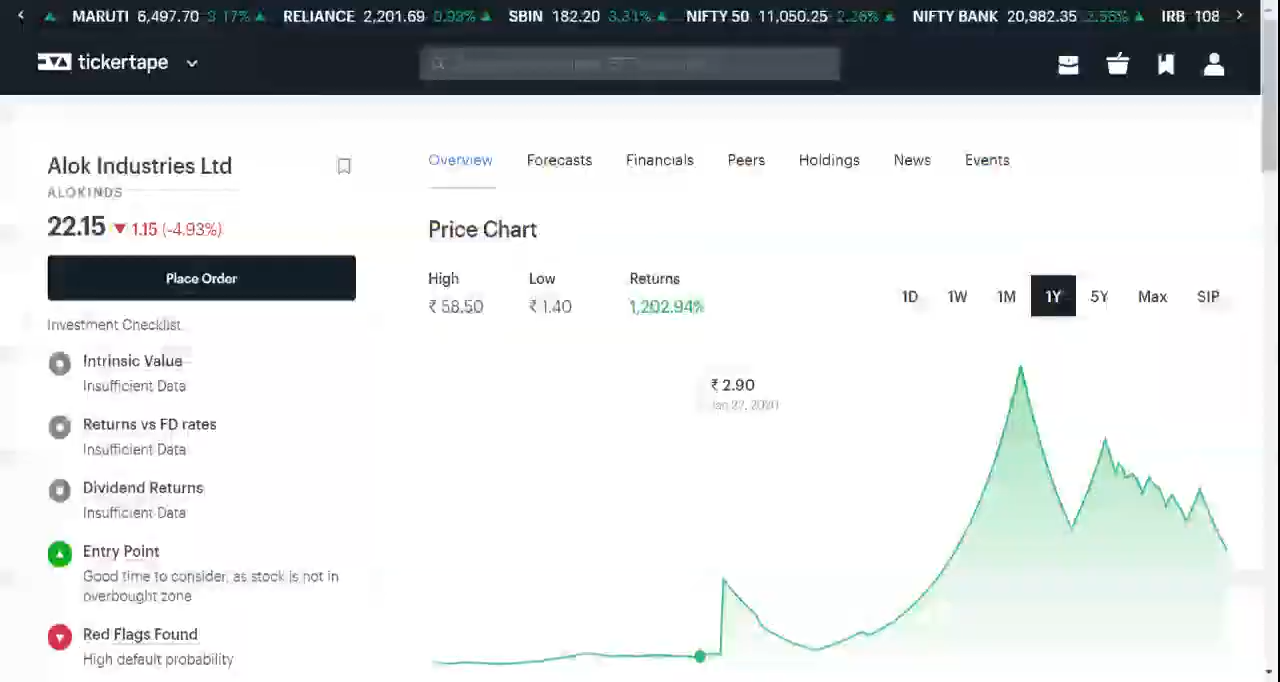 MARUTI 6,497.70 3.17% RELIANCE 2,201.69 0.93% SBIN 182.20 3.31% NIFTY 50 11,050.25 2.26% NIFTY BANK 20,982.35 IRB 108
tickertape
Alok Industries Ltd
ALOKINDS
22.15 ▼ 1.15 (-4.93%)
Place Order
Investment Checklist
Intrinsic Value
Insufficient Data
Returns vs FD rates
Insufficient Data
Dividend Returns
Insufficient Data
Entry Point
Good time to consider, as stock is not in
overbought zone
Red Flags Found
High default probability
Overview Forecasts Financials Peers Holdings News Events
Price Chart
High Low Returns
₹ 58.50 ₹ 1.40 1,202.94%
1D 1W 1M 1Y 5Y Max SIP
₹ 2.90
Jan 27, 2020